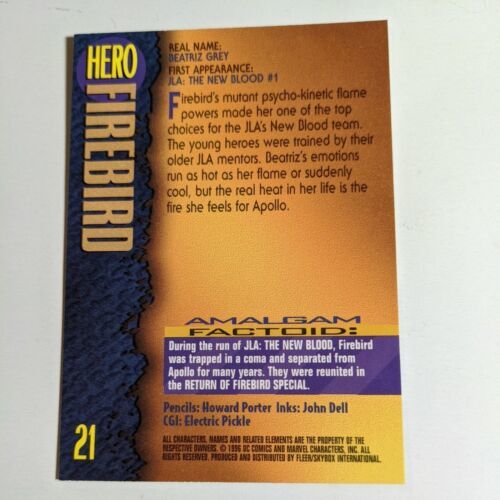 HERO
FIREBIRD
REAL NAME:
BEATRIZ GREY
FIRST APPEARANCE:
JLA: THE NEW BLOOD #1
Firebird's mutant psycho-kinetic flame
powers made her one of the top
choices for the JLA's New Blood team.
The young heroes were trained by their
older JLA mentors. Beatriz's emotions
run as hot as her flame or suddenly
cool, but the real heat in her life is the
fire she feels for Apollo.
AMALGAM
FACTOID:
During the run of JLA: THE NEW BLOOD, Firebird
was trapped in a coma and separated from
Apollo for many years. They were reunited in
the RETURN OF FIREBIRD SPECIAL.
Pencils: Howard Porter Inks: John Dell
CGI: Electric Pickle
21
ALL CHARACTERS, NAMES AND RELATED ELEMENTS ARE THE PROPERTY OF THE
RESPECTIVE OWNERS. © 1996 DC COMICS AND MARVEL CHARACTERS, INC. ALL
RIGHTS RESERVED. PRODUCED AND DISTRIBUTED BY FLEER/SKYBOX INTERNATIONAL.